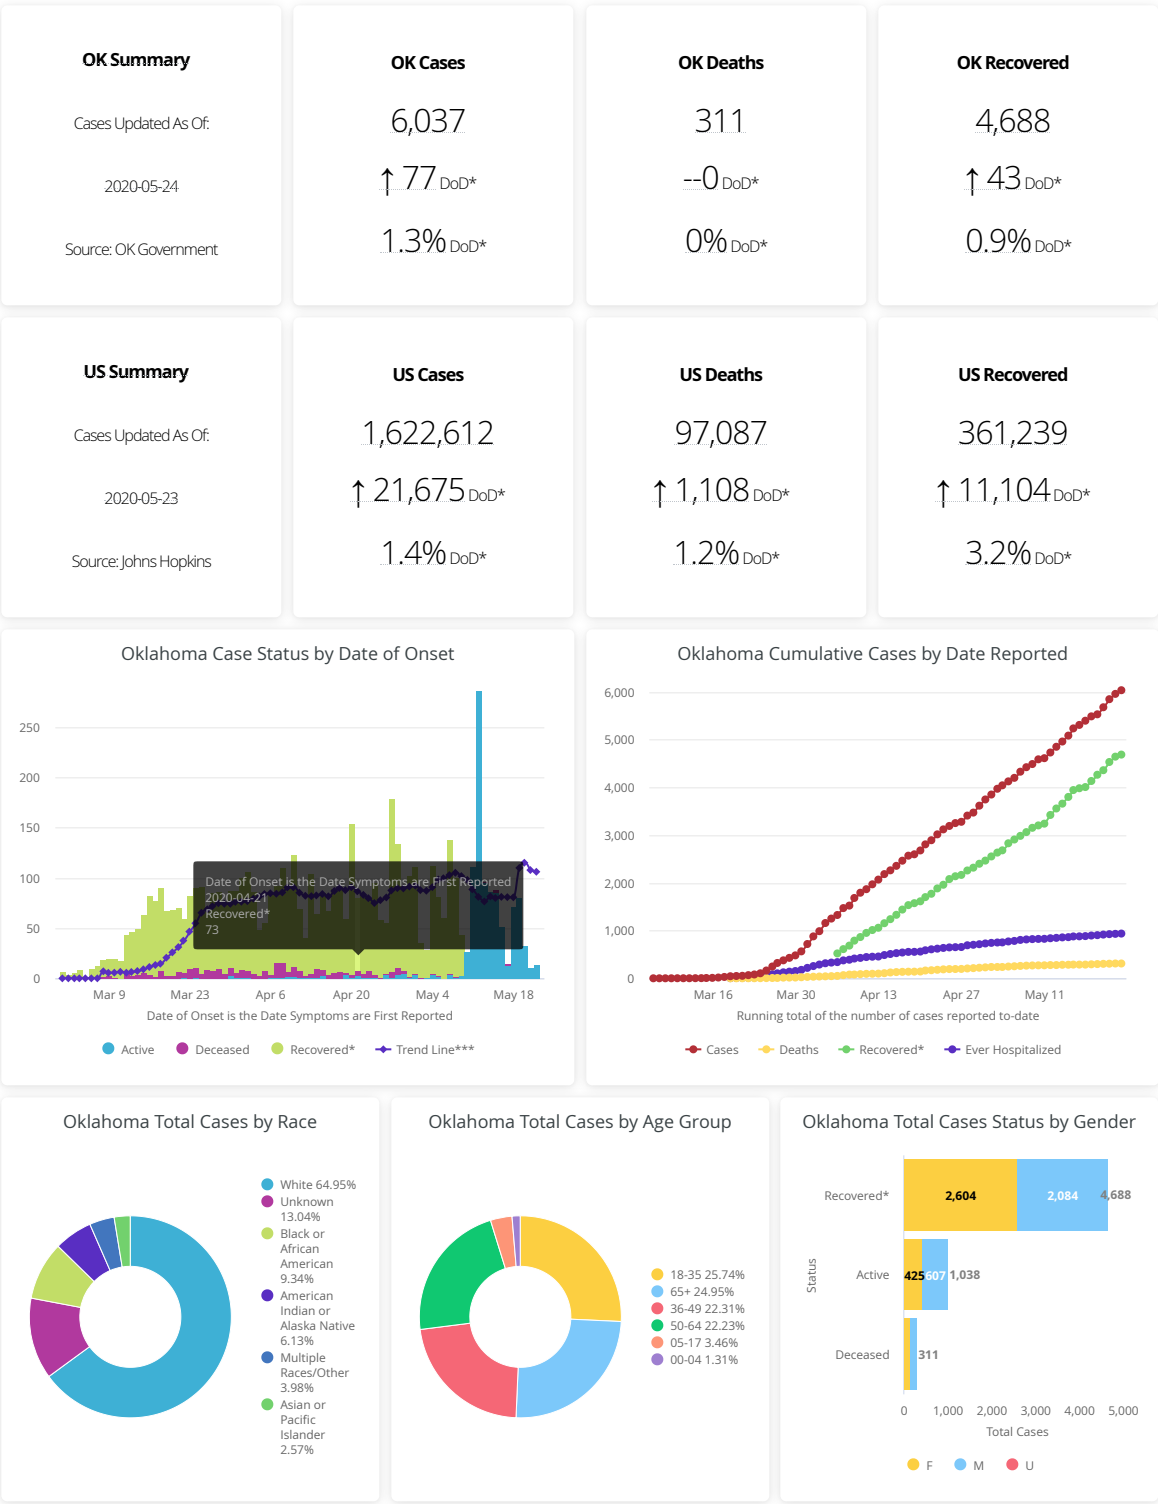 OK Summary
Cases Updated As Of:
2020-05-24
Source: OK Government
OK Cases
6,037
↑ 77 DoD*
1.3% DoD*
OK Deaths
311
--0 DoD*
0% DoD*
OK Recovered
4,688
↑ 43 DoD*
0.9% DoD*
US Summary
Cases Updated As Of:
2020-05-23
Source: Johns Hopkins
US Cases
1,622,612
↑ 21,675 DoD*
1.4% DoD*
US Deaths
97,087
↑ 1,108 DoD*
1.2% DoD*
US Recovered
361,239
↑ 11,104 DoD*
3.2% DoD*
Oklahoma Case Status by Date of Onset
250
200
150
100
50
0
Date of Onset is the Date Symptoms are First Reported
2020-04-21
Recovered*
73
Mar 9 Mar 23 Apr 6 Apr 20 May 4 May 18
Date of Onset is the Date Symptoms are First Reported
Active Deceased Recovered* Trend Line***
Oklahoma Cumulative Cases by Date Reported
6,000
5,000
4,000
3,000
2,000
1,000
0
Mar 16 Mar 30 Apr 13 Apr 27 May 11
Running total of the number of cases reported to-date
Cases Deaths Recovered* Ever Hospitalized
Oklahoma Total Cases by Race
White 64.95%
Unknown
13.04%
Black or
African
American
9.34%
American
Indian or
Alaska Native
6.13%
Multiple
Races/Other
3.98%
Asian or
Pacific
Islander
2.57%
Oklahoma Total Cases by Age Group
18-35 25.74%
65+ 24.95%
36-49 22.31%
50-64 22.23%
05-17 3.46%
00-04 1.31%
Oklahoma Total Cases Status by Gender
Status
Recovered* 2,604 2,084 4,688
Active 425 607 1,038
Deceased 311
0 1,000 2,000 3,000 4,000 5,000
Total Cases
F M U